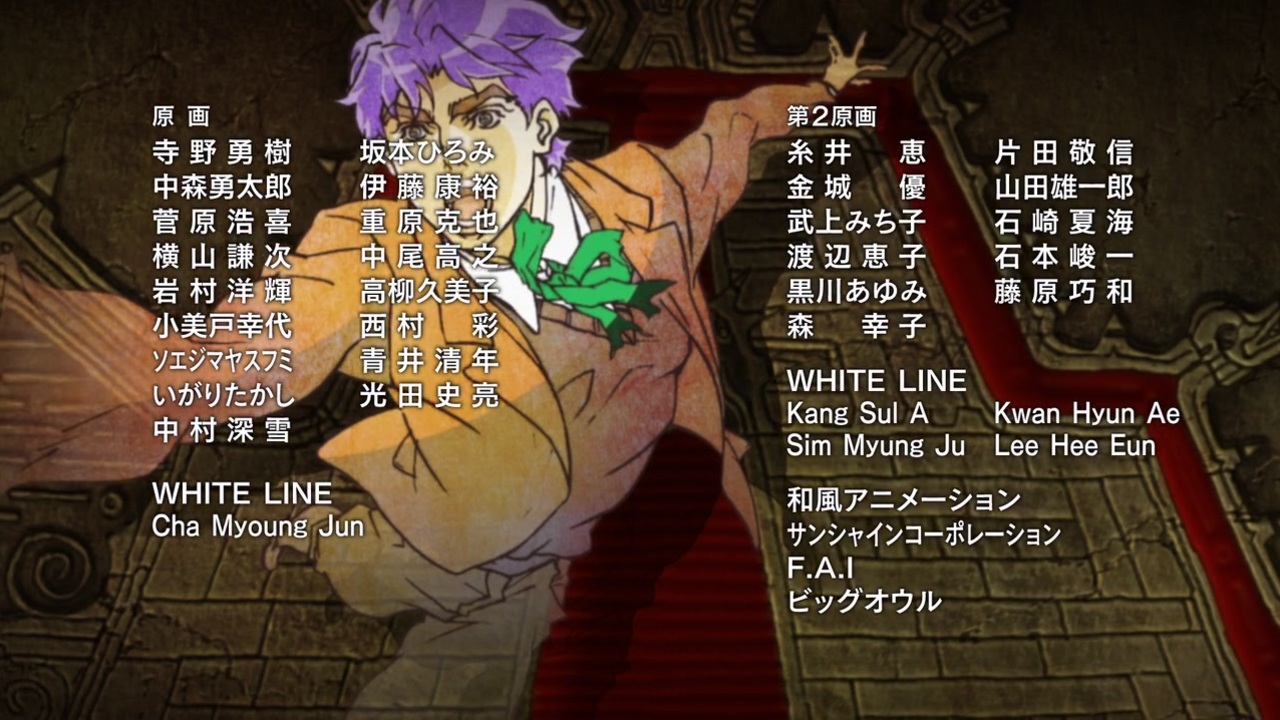 原画
寺野勇樹 坂本ひろみ
中森勇太郎 伊藤康裕
菅原浩喜 重原克也
横山謙次 中尾高之
岩村洋輝 高柳久美子
小美戸幸代 西村 彩
ソエジマヤスフミ 青井清年
いがりたかし 光田史亮
中村深雪
WHITE LINE
Cha Myoung Jun
第2原画
糸井 恵 片田敬信
金城 優 山田雄一郎
武上みち子 石崎夏海
渡辺恵子 石本峻一
黒川あゆみ 藤原巧和
森 幸子
WHITE LINE
Kang Sul A Kwan Hyun Ae
Sim Myung Ju Lee Hee Eun
和風アニメーション
サンシャインコーポレーション
F.A.I
ビッグオウル